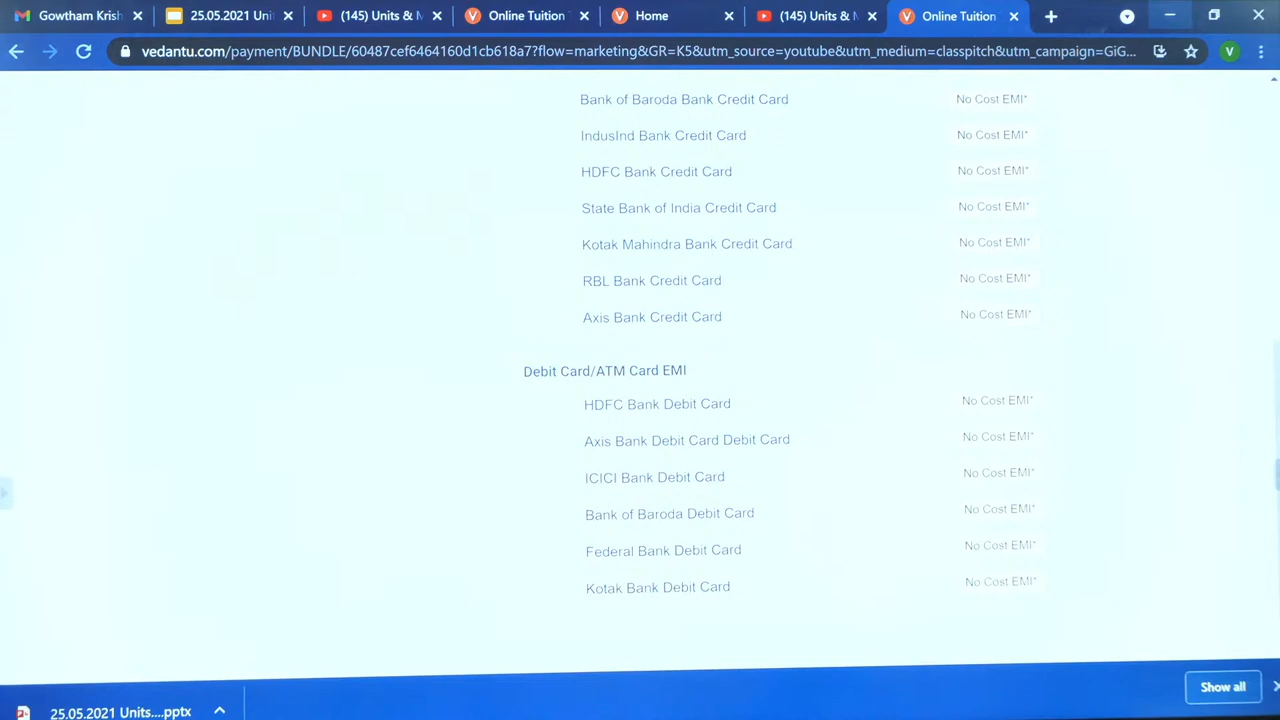 Gowtham Krish
25.05.2021 Uni
(145) Units & M
Online Tuition
Home
(145) Units & M
Online Tuition
vedantu.com/payment/BUNDLE/60487cef6464160d1cb618a7?flow=marketing&GR=K5&utm_source=youtube&utm_medium=classpitch&utm_campaign=GiG...
V
Bank of Baroda Bank Credit Card No Cost EMI*
IndusInd Bank Credit Card No Cost EMI*
HDFC Bank Credit Card No Cost EMI*
State Bank of India Credit Card No Cost EMI*
Kotak Mahindra Bank Credit Card No Cost EMI*
RBL Bank Credit Card No Cost EMI*
Axis Bank Credit Card No Cost EMI*
Debit Card/ATM Card EMI
HDFC Bank Debit Card No Cost EMI*
Axis Bank Debit Card Debit Card No Cost EMI*
ICICI Bank Debit Card No Cost EMI*
Bank of Baroda Debit Card No Cost EMI*
Federal Bank Debit Card No Cost EMI*
Kotak Bank Debit Card No Cost EMI*
Show all
25.05.2021 Units....pptx